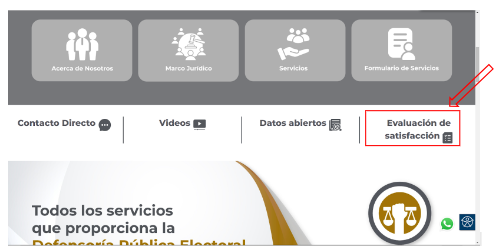 Acerca de Nosotros
Marco Jurídico
Servicios
Formulario de Servicios
Contacto Directo
Videos
Datos abiertos
Evaluación de
satisfacción
Todos los servicios
que proporciona la
Defensoría Pública Electoral